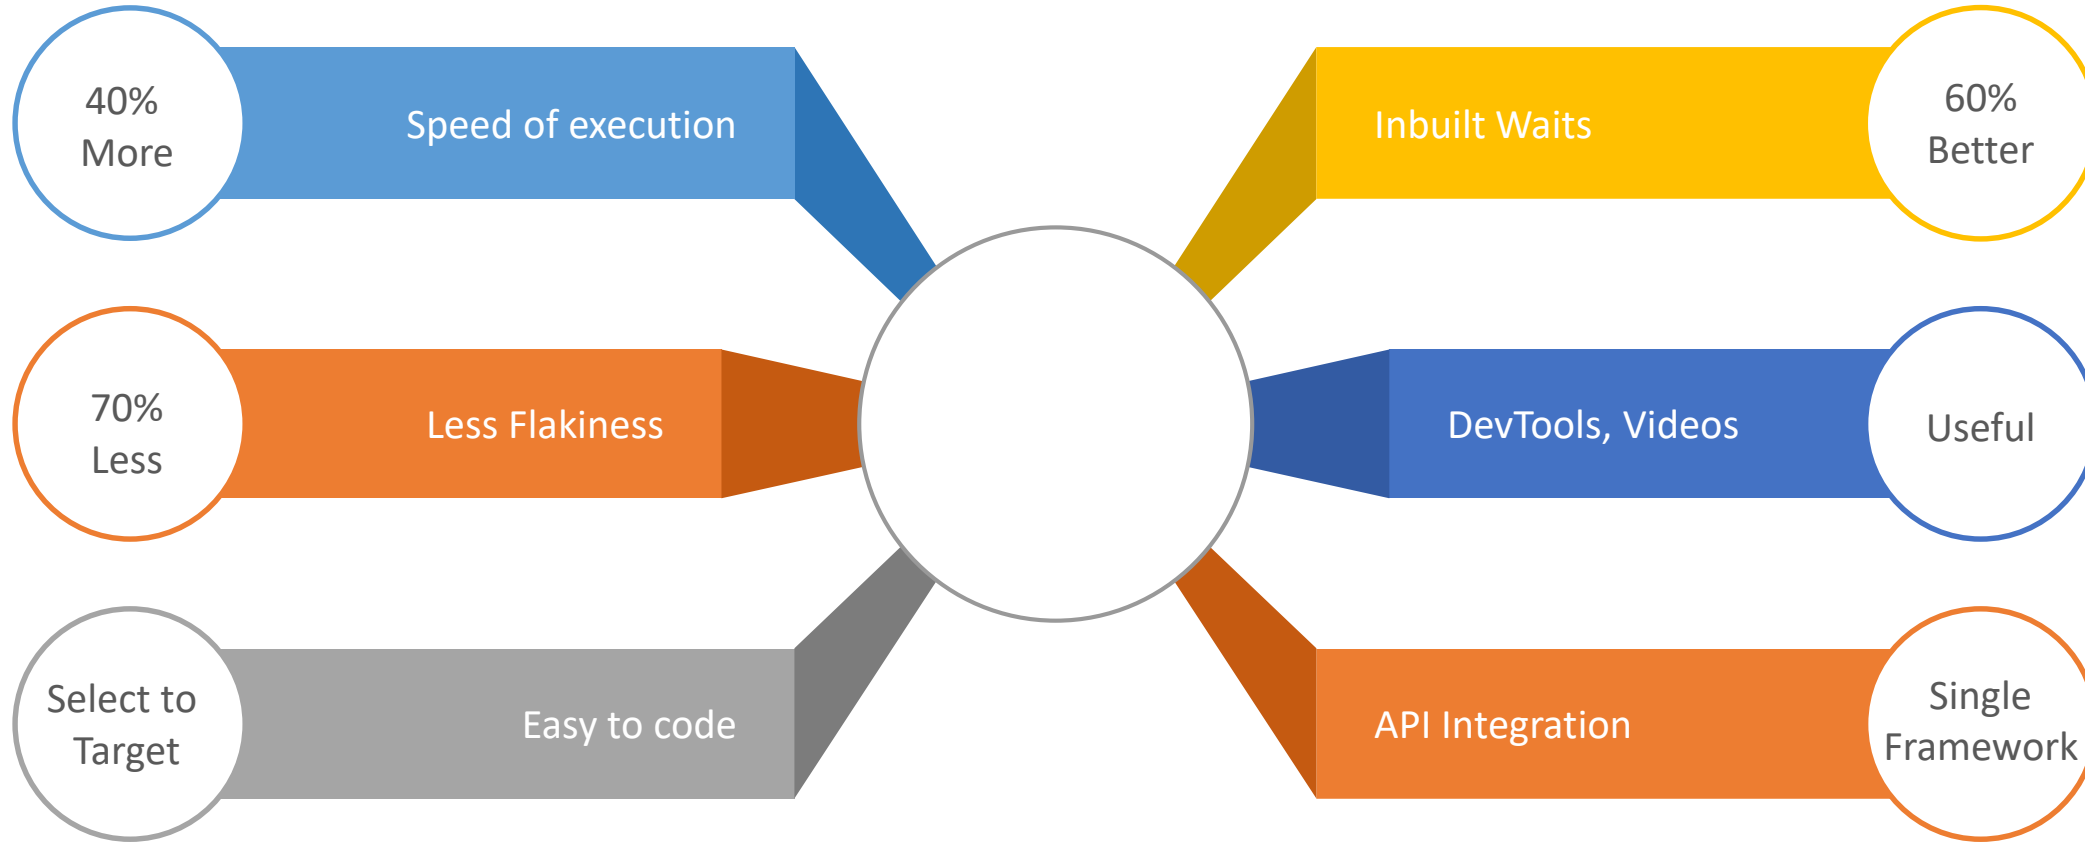 40%
More
Speed of execution
Inbuilt Waits
60%
Better
70%
Less
Less Flakiness
DevTools, Videos
Useful
Select to
Target
Easy to code
API Integration
Single
Framework